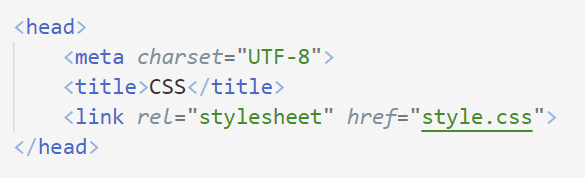 <head>
<meta charset="UTF-8">
<title>CSS</title>
<link rel="stylesheet" href="style.css">
</head>